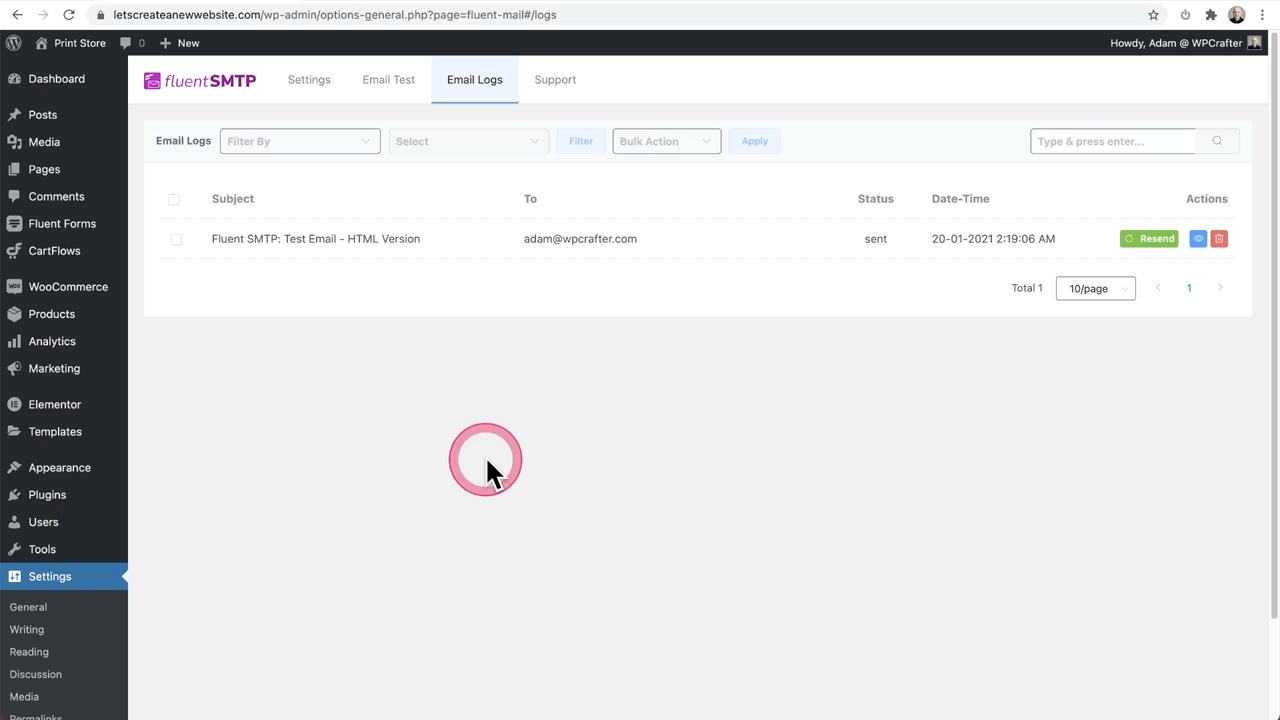 letscreateanewwebsite.com/wp-admin/options-general.php?page=fluent-mail#/logs
Print Store 0 New Howdy, Adam @ WPCrafter
Dashboard
Posts
Media
Pages
Comments
Fluent Forms
CartFlows
WooCommerce
Products
Analytics
Marketing
Elementor
Templates
Appearance
Plugins
Users
Tools
Settings
General
Writing
Reading
Discussion
Media
Permalinks
fluentSMTP Settings Email Test Email Logs Support
Email Logs Filter By Select Filter Bulk Action Apply Type & press enter...
Subject To Status Date-Time Actions
Fluent SMTP: Test Email - HTML Version adam@wpcrafter.com sent 20-01-2021 2:19:06 AM Resend
Total 1 10/page 1